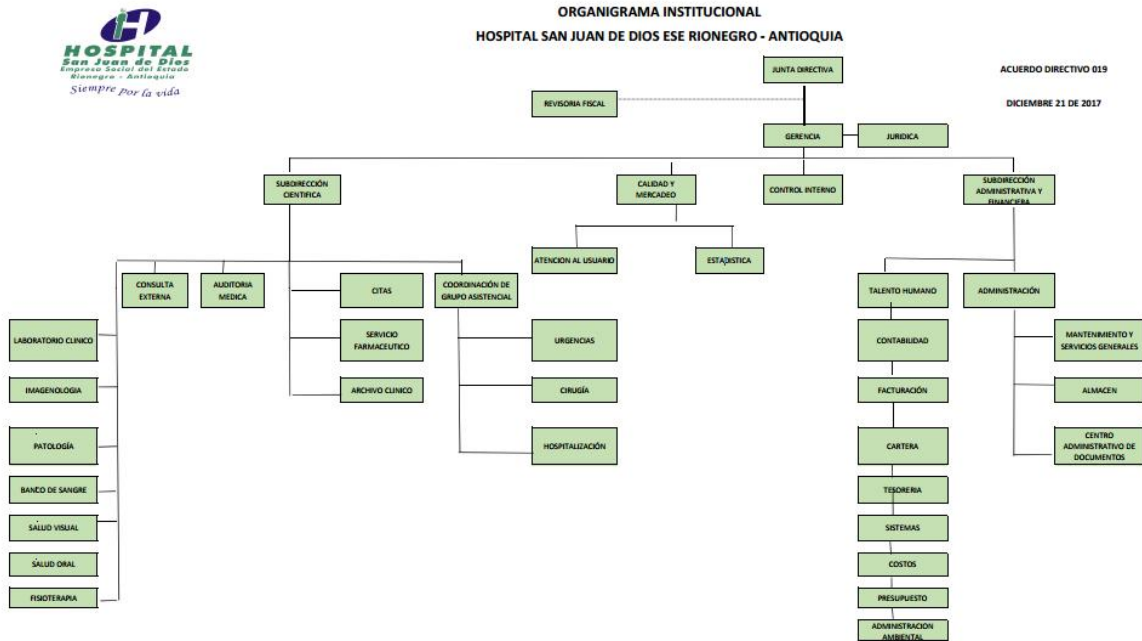 ORGANIGRAMA INSTITUCIONAL
HOSPITAL SAN JUAN DE DIOS ESE RIONEGRO - ANTIOQUIA
HOSPITAL
San Juan de Dios
Empresa Social del Estado
Rionegro - Antioquia
Siempre por la vida
ACUERDO DIRECTIVO 019
DICIEMBRE 21 DE 2017
JUNTA DIRECTIVA
REVISORIA FISCAL
GERENCIA
JURIDICA
SUBDIRECCIÓN
CIENTIFICA
CALIDAD Y
MERCADEO
CONTROL INTERNO
SUBDIRECCIÓN
ADMINISTRATIVA Y
FINANCIERA
ATENCION AL USUARIO
ESTADISTICA
CONSULTA
EXTERNA
AUDITORIA
MEDICA
CITAS
COORDINACIÓN DE
GRUPO ASISTENCIAL
TALENTO HUMANO
ADMINISTRACIÓN
LABORATORIO CLINICO
SERVICIO
FARMACEUTICO
URGENCIAS
CONTABILIDAD
MANTENIMIENTO Y
SERVICIOS GENERALES
IMAGENOLOGIA
ARCHIVO CLINICO
CIRUGÍA
FACTURACIÓN
ALMACEN
PATOLOGÍA
HOSPITALIZACIÓN
CARTERA
CENTRO
ADMINISTRATIVO DE
DOCUMENTOS
BANCO DE SANGRE
TESORERIA
SALUD VISUAL
SISTEMAS
SALUD ORAL
COSTOS
FISIOTERAPIA
PRESUPUESTO
ADMINISTRACION
AMBIENTAL